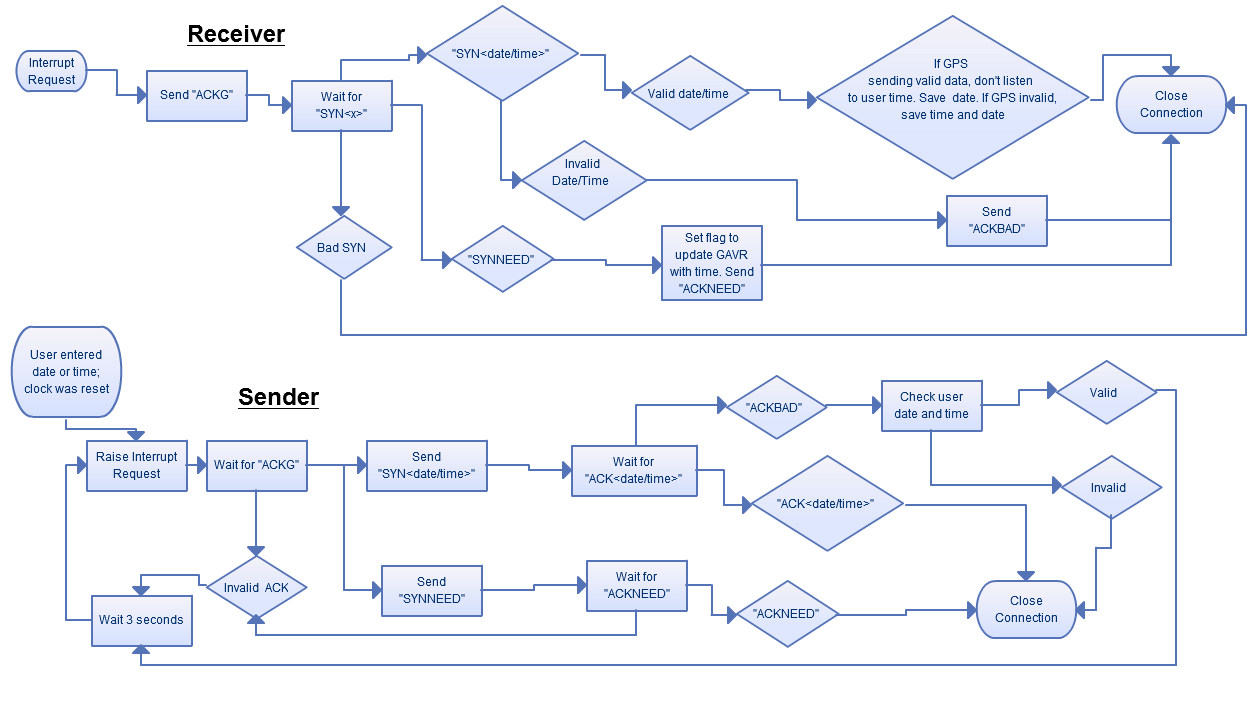 Receiver
Interrupt
Request
Send "ACKG"
Wait for
"SYN<x>"
"SYN<date/time>"
Valid date/time
If GPS
sending valid data, don't listen
to user time. Save  date. If GPS invalid,
save time and date
Close
Connection
Invalid
Date/Time
Send
"ACKBAD"
Bad SYN
"SYNNEED"
Set flag to
update GAVR
with time. Send
"ACKNEED"
Sender
User entered
date or time;
clock was reset
Raise Interrupt
Request
Wait for "ACKG"
Send
"SYN<date/time>"
Wait for
"ACK<date/time>"
"ACKBAD"
Check user
date and time
Valid
Invalid
"ACK<date/time>"
Invalid  ACK
Wait 3 seconds
Send
"SYNNEED"
Wait for
"ACKNEED"
"ACKNEED"
Close
Connection